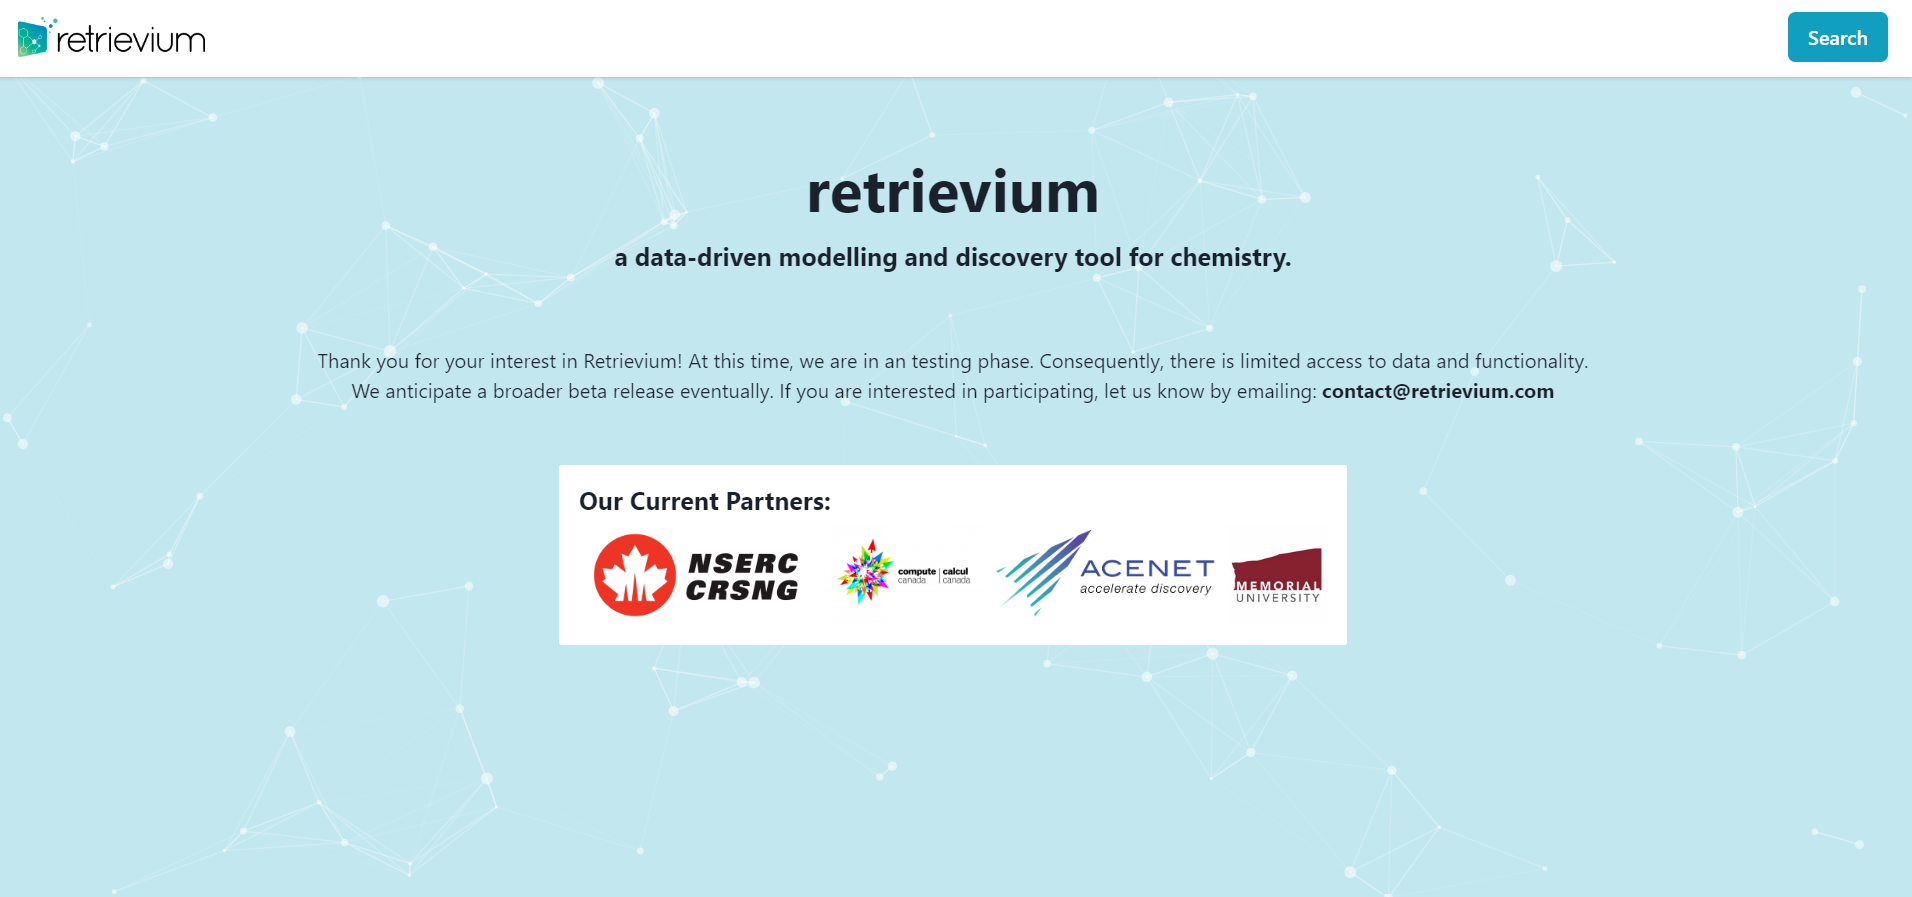 retrievium
Search
retrievium
a data-driven modelling and discovery tool for chemistry.
Thank you for your interest in Retrievium! At this time, we are in an testing phase. Consequently, there is limited access to data and functionality.
We anticipate a broader beta release eventually. If you are interested in participating, let us know by emailing: contact@retrievium.com
Our Current Partners:
NSERC
CRSNG
compute | calcul
canada | canada
ACENET
accelerate discovery
MEMORIAL
UNIVERSITY